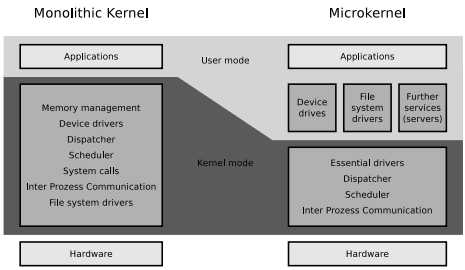 Monolithic Kernel
Microkernel
Applications
User mode
Applications
Device
drives
File
system
drivers
Further
services
(servers)
Memory management
Device drivers
Dispatcher
Scheduler
System calls
Inter Prozess Communication
File system drivers
Kernel mode
Essential drivers
Dispatcher
Scheduler
Inter Prozess Communication
Hardware
Hardware